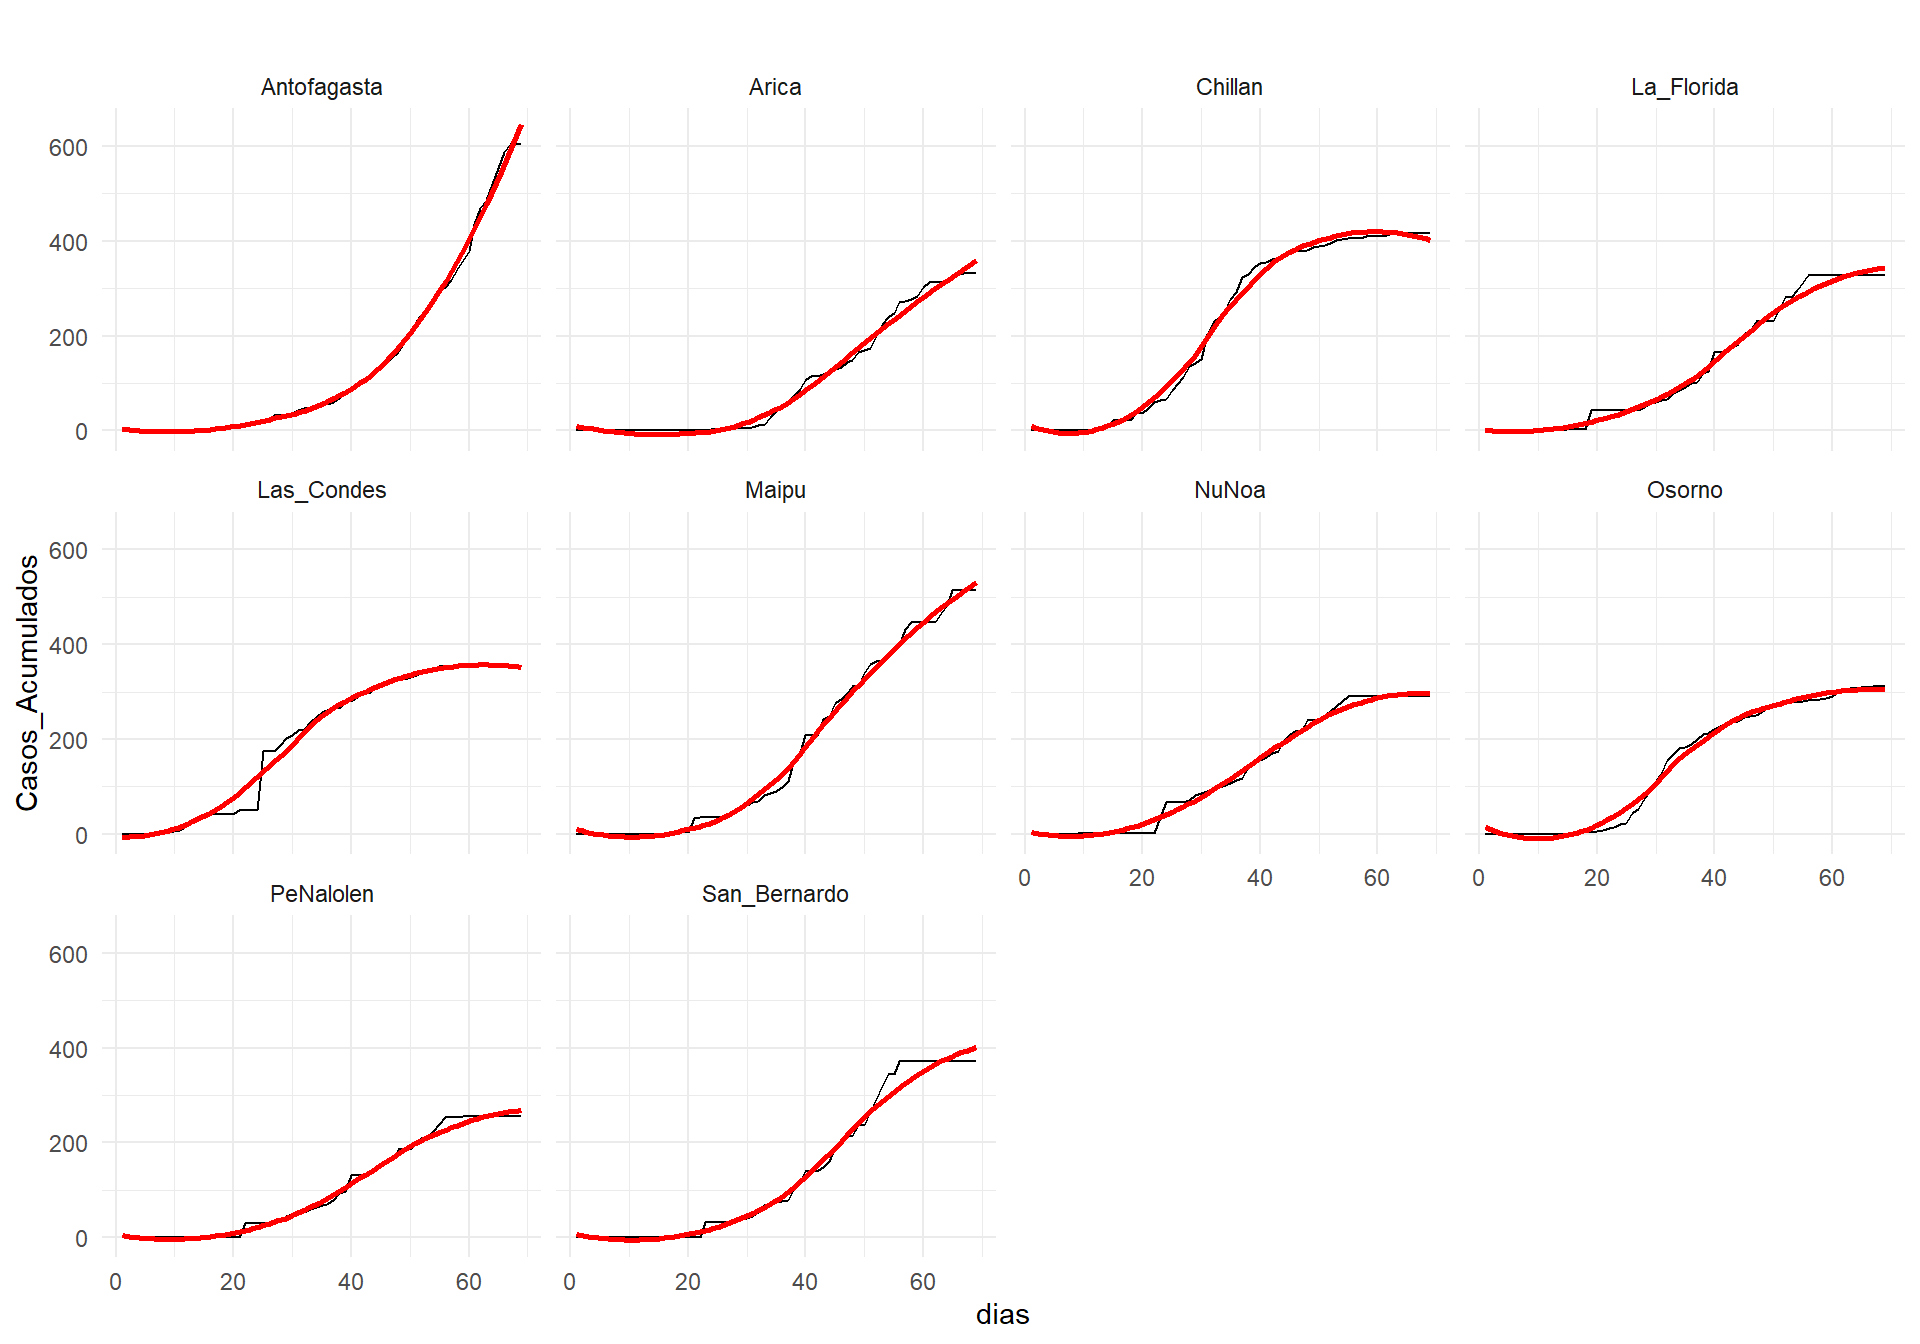 Antofagasta Arica Chillan La_Florida
600
400
200
0
Las_Condes Maipu NuNoa Osorno
600
400
200
0
0 20 40 60 0 20 40 60
PeNalolen San_Bernardo
600
400
200
0
0 20 40 60 0 20 40 60
Casos_Acumulados
dias